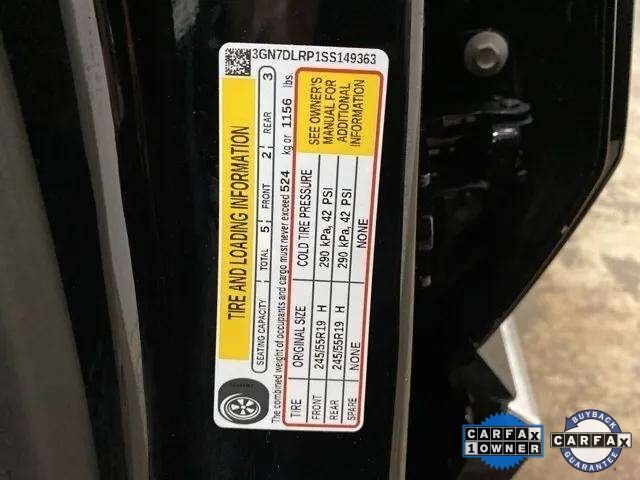 3GN7DLRP1SS149363
TIRE AND LOADING INFORMATION
SEATING CAPACITY TOTAL 5 FRONT 2 REAR 3
The combined weight of occupants and cargo must never exceed 524 kg or 1156 lbs.
TIRE ORIGINAL SIZE COLD TIRE PRESSURE
FRONT 245/55R19 H 290 kPa, 42 PSI
REAR 245/55R19 H 290 kPa, 42 PSI
SPARE NONE NONE
SEE OWNER'S
MANUAL FOR
ADDITIONAL
INFORMATION
CARFAX
1 OWNER
BUYBACK
CARFAX
GUARANTEE